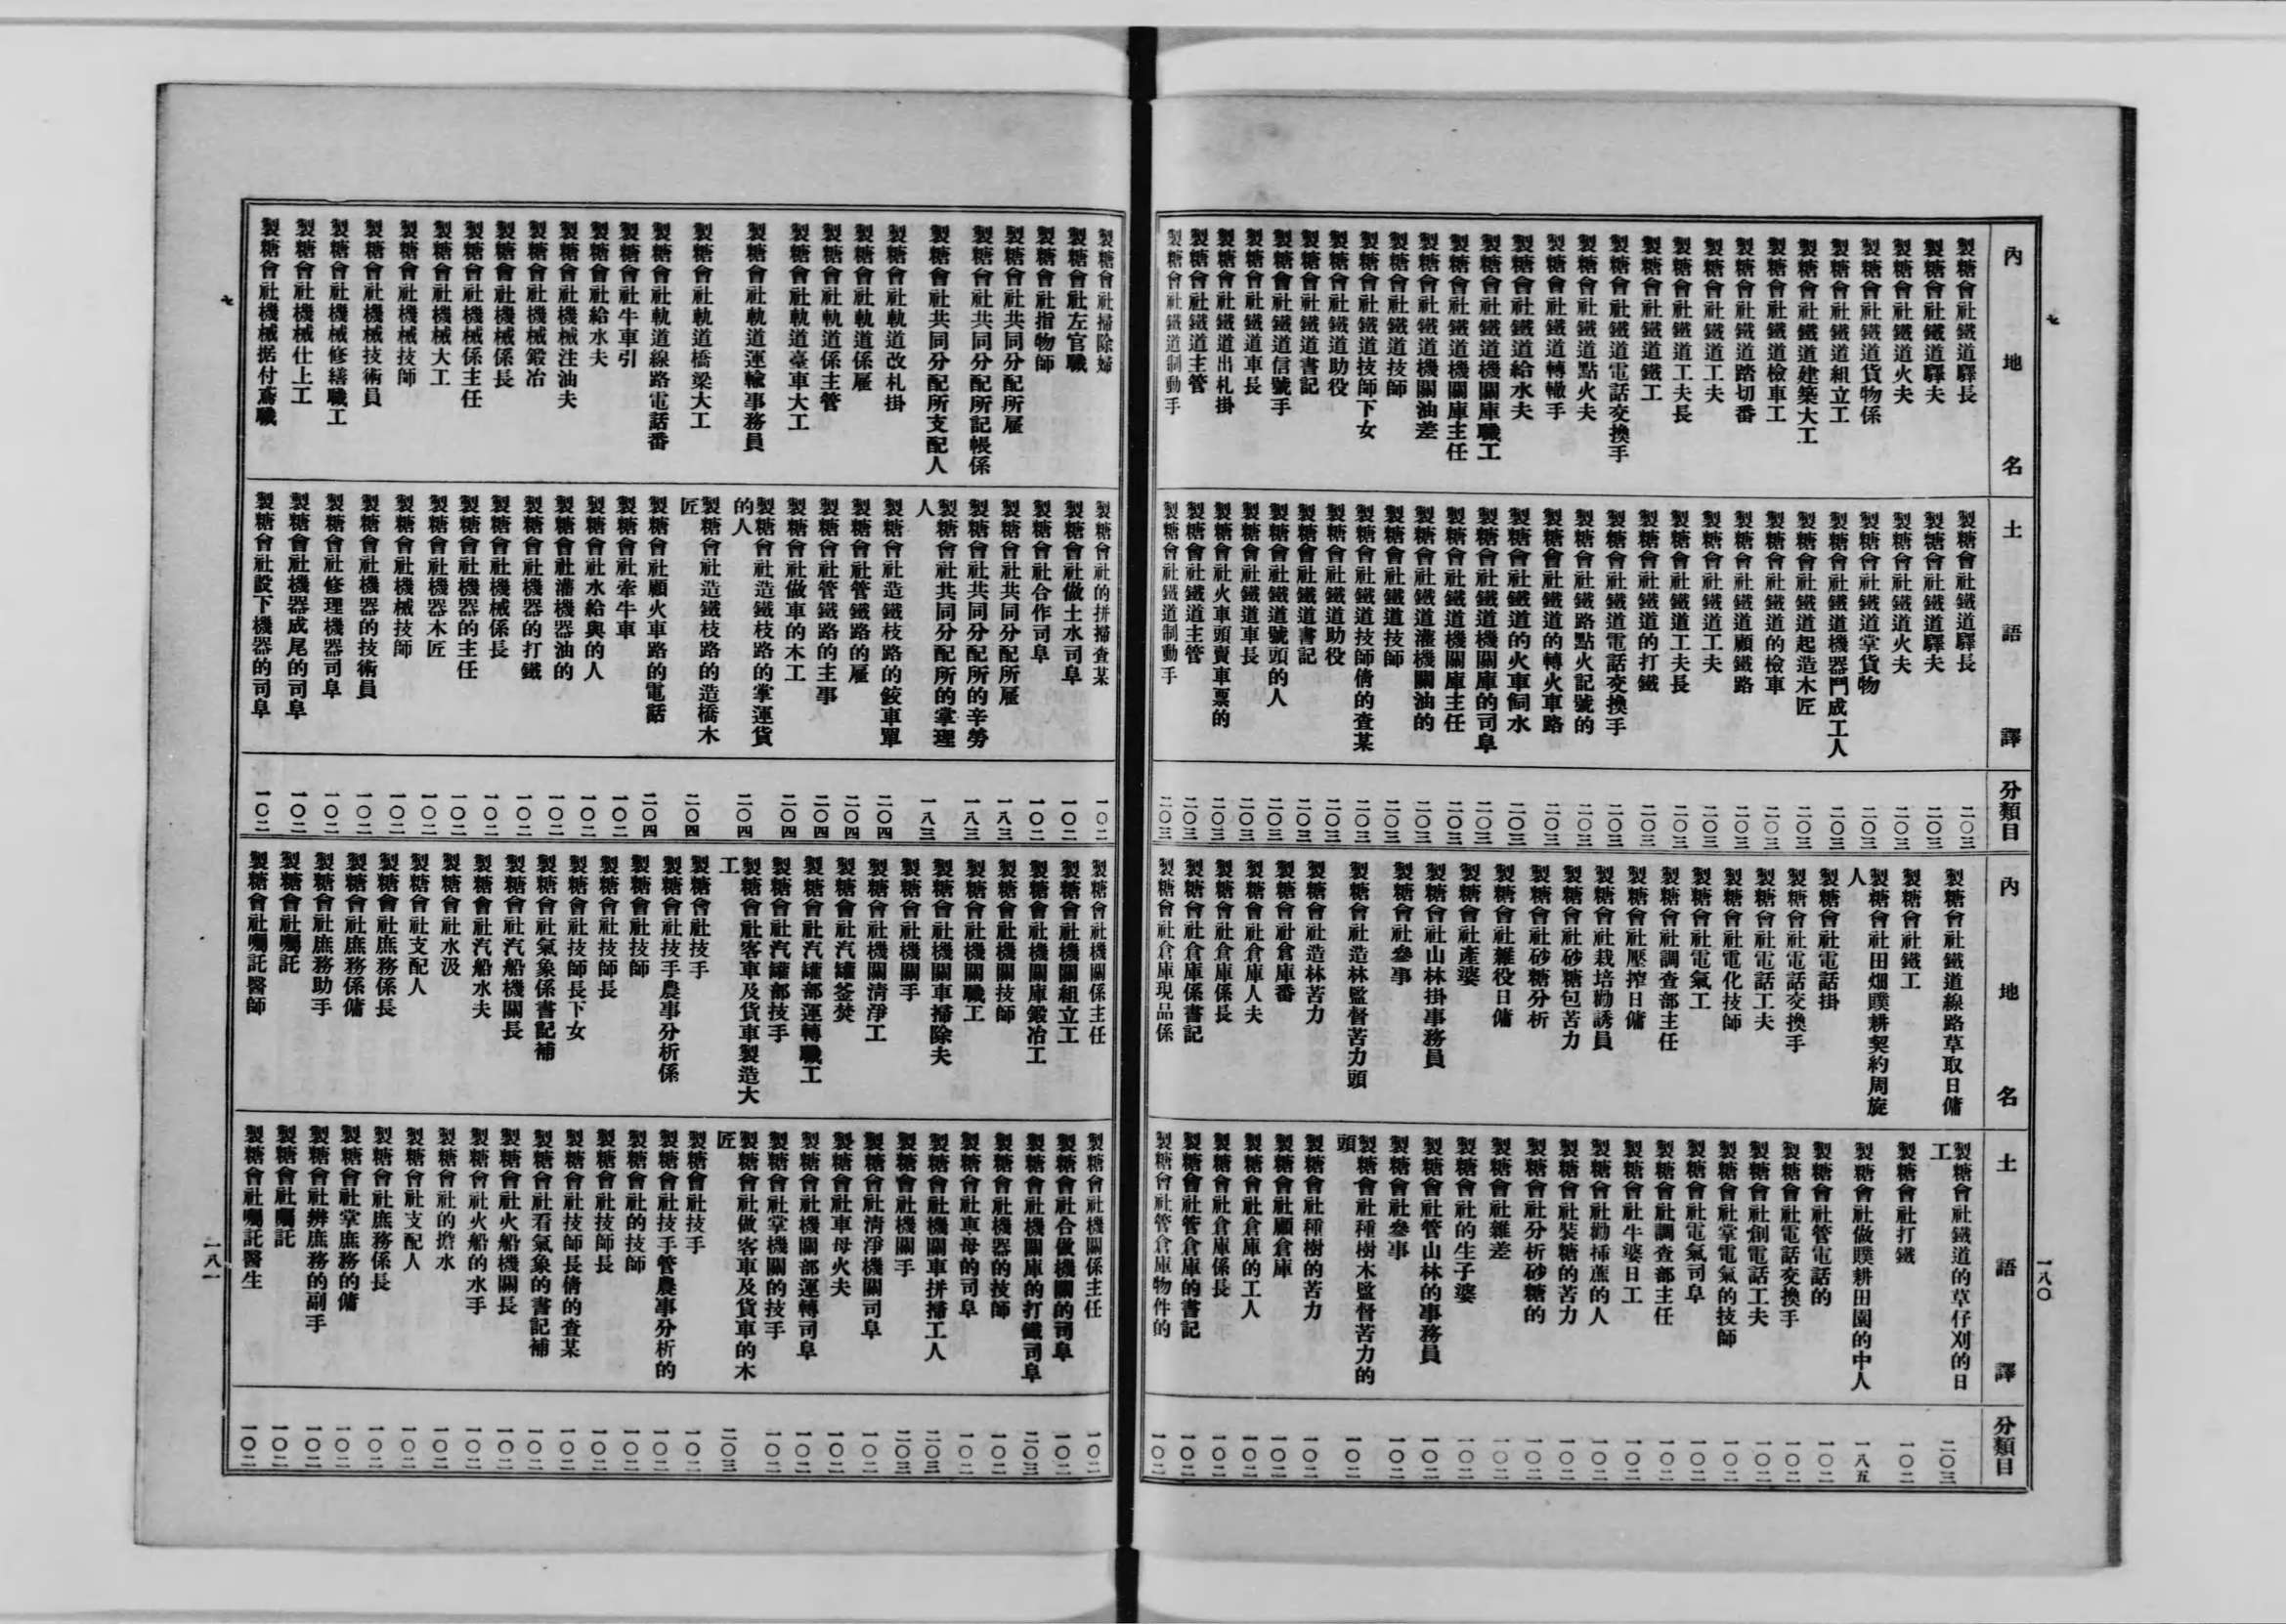 七
一八〇
內地名 土語譯 分類目
製糖會社鐵道驛長 製糖會社鐵道驛長 二〇三
製糖會社鐵道驛夫 製糖會社鐵道驛夫 二〇三
製糖會社鐵道火夫 製糖會社鐵道火夫 二〇三
製糖會社鐵道貨物係 製糖會社鐵道掌貨物 二〇三
製糖會社鐵道組立工 製糖會社鐵道機器鬥成工人 二〇三
製糖會社鐵道建築大工 製糖會社鐵道起造木匠 二〇三
製糖會社鐵道檢車工 製糖會社鐵道的檢車 二〇三
製糖會社鐵道踏切番 製糖會社鐵道顧鐵路 二〇三
製糖會社鐵道工夫 製糖會社鐵道工夫 二〇三
製糖會社鐵道工夫長 製糖會社鐵道工夫長 二〇三
製糖會社鐵道鐵工 製糖會社鐵道的打鐵 二〇三
製糖會社鐵道電話交換手 製糖會社鐵道電話交換手 二〇三
製糖會社鐵道點火夫 製糖會社鐵路點火記號的 二〇三
製糖會社鐵道轉轍手 製糖會社鐵道的轉火車路 二〇三
製糖會社鐵道給水夫 製糖會社鐵道的火車飼水 二〇三
製糖會社鐵道機關庫職工 製糖會社鐵道機關庫的司阜 二〇三
製糖會社鐵道機關庫主任 製糖會社鐵道機關庫主任 二〇三
製糖會社鐵道機關油差 製糖會社鐵道灌機關油的 二〇三
製糖會社鐵道技師 製糖會社鐵道技師 二〇三
製糖會社鐵道技師下女 製糖會社鐵道技師倩的查某 二〇三
製糖會社鐵道助役 製糖會社鐵道助役 二〇三
製糖會社鐵道書記 製糖會社鐵道書記 二〇三
製糖會社鐵道信號手 製糖會社鐵道號頭的人 二〇三
製糖會社鐵道車長 製糖會社鐵道車長 二〇三
製糖會社鐵道出札掛 製糖會社火車頭賣車票的 二〇三
製糖會社鐵道主管 製糖會社鐵道主管 二〇三
製糖會社鐵道制動手 製糖會社鐵道制動手 二〇三
內地名 土語譯 分類目
製糖會社鐵道線路草取日傭 製糖會社鐵道的草仔刈的日工 二〇三
製糖會社鐵工 製糖會社打鐵 一〇二
製糖會社田畑贌耕契約周旋人 製糖會社做贌耕田園的中人 一八五
製糖會社電話掛 製糖會社管電話的 一〇二
製糖會社電話交換手 製糖會社電話交換手 一〇二
製糖會社電話工夫 製糖會社創電話工夫 一〇二
製糖會社電化技師 製糖會社掌電氣的技師 一〇二
製糖會社電氣工 製糖會社電氣司阜 一〇二
製糖會社調查部主任 製糖會社調查部主任 一〇二
製糖會社壓搾日傭 製糖會社牛婆日工 一〇二
製糖會社栽培勸誘員 製糖會社勸揷蔗的人 一〇二
製糖會社砂糖包苦力 製糖會社裝糖的苦力 一〇二
製糖會社砂糖分析 製糖會社分析砂糖的 一〇二
製糖會社雜役日傭 製糖會社雜差 一〇二
製糖會社產婆 製糖會社的生子婆 一〇二
製糖會社山林掛事務員 製糖會社管山林的事務員 一〇二
製糖會社參事 製糖會社參事 一〇二
製糖會社造林監督苦力頭 製糖會社種樹木監督苦力的頭 一〇二
製糖會社造林苦力 製糖會社種樹的苦力 一〇二
製糖會社倉庫番 製糖會社顧倉庫 一〇二
製糖會社倉庫人夫 製糖會社倉庫的工人 一〇二
製糖會社倉庫係長 製糖會社倉庫係長 一〇二
製糖會社倉庫係書記 製糖會社管倉庫的書記 一〇二
製糖會社倉庫現品係 製糖會社管倉庫物件的 一〇二
製糖會社掃除婦 製糖會社的拼掃查某 一〇二
製糖會社左官職 製糖會社做土水司阜 一〇二
製糖會社指物師 製糖會社合作司阜 一〇二
製糖會社共同分配所雇 製糖會社共同分配所雇 一八三
製糖會社共同分配所記帳係 製糖會社共同分配所的辛勞 一八三
製糖會社共同分配所支配人 製糖會社共同分配所的掌理人 一八三
製糖會社軌道改札掛 製糖會社造鐵枝路的鉸車單 二〇四
製糖會社軌道係雇 製糖會社管鐵路的雇 二〇四
製糖會社軌道係主管 製糖會社管鐵路的主事 二〇四
製糖會社軌道臺車大工 製糖會社做車的木工 二〇四
製糖會社軌道運輸事務員 製糖會社造鐵枝路的掌運貨的人 二〇四
製糖會社軌道橋梁大工 製糖會社造鐵枝路的造橋木匠 二〇四
製糖會社軌道線路電話番 製糖會社顧火車路的電話 二〇四
製糖會社牛車引 製糖會社牽牛車 一〇二
製糖會社給水夫 製糖會社水給與的人 一〇二
製糖會社機械注油夫 製糖會社灌機器油的 一〇二
製糖會社機械鍛冶 製糖會社機器的打鐵 一〇二
製糖會社機械係長 製糖會社機械係長 一〇二
製糖會社機械係主任 製糖會社機器的主任 一〇二
製糖會社機械大工 製糖會社機器木匠 一〇二
製糖會社機械技師 製糖會社機械技師 一〇二
製糖會社機械技術員 製糖會社機器的技術員 一〇二
製糖會社機械修繕職工 製糖會社修理機器司阜 一〇二
製糖會社機械仕上工 製糖會社機器成尾的司阜 一〇二
製糖會社機械据付鳶職 製糖會社設下機器的司阜 一〇二
製糖會社機關係主任 製糖會社機關係主任 一〇二
製糖會社機關組立工 製糖會社合做機關的司阜 一〇二
製糖會社機關庫鍛冶工 製糖會社機關庫的打鐵司阜 二〇三
製糖會社機關技師 製糖會社機器的技師 一〇二
製糖會社機關職工 製糖會社車母的司阜 一〇二
製糖會社機關車掃除夫 製糖會社機關車拼掃工人 二〇三
製糖會社機關手 製糖會社機關手 二〇三
製糖會社機關淸淨工 製糖會社淸淨機關司阜 一〇二
製糖會社汽罐釜焚 製糖會社車母火夫 一〇二
製糖會社汽罐部運轉職工 製糖會社機關部運轉司阜 一〇二
製糖會社汽罐部技手 製糖會社掌機關的技手 一〇二
製糖會社客車及貨車製造大工 製糖會社做客車及貨車的木匠 二〇三
製糖會社技手 製糖會社技手 一〇二
製糖會社技手農事分析係 製糖會社技手管農事分析的 一〇二
製糖會社技師 製糖會社的技師 一〇二
製糖會社技師長 製糖會社技師長 一〇二
製糖會社技師長下女 製糖會社技師長倩的查某 一〇二
製糖會社氣象係書記補 製糖會社看氣象的書記補 一〇二
製糖會社汽船機關長 製糖會社火船機關長 一〇二
製糖會社汽船水夫 製糖會社火船的水手 一〇二
製糖會社水汲 製糖會社的擔水 一〇二
製糖會社支配人 製糖會社支配人 一〇二
製糖會社庶務係長 製糖會社庶務係長 一〇二
製糖會社庶務係傭 製糖會社掌庶務的傭 一〇二
製糖會社庶務助手 製糖會社辨庶務的副手 一〇二
製糖會社囑託 製糖會社囑託 一〇二
製糖會社囑託醫師 製糖會社囑託醫生 一〇二
七
一八一